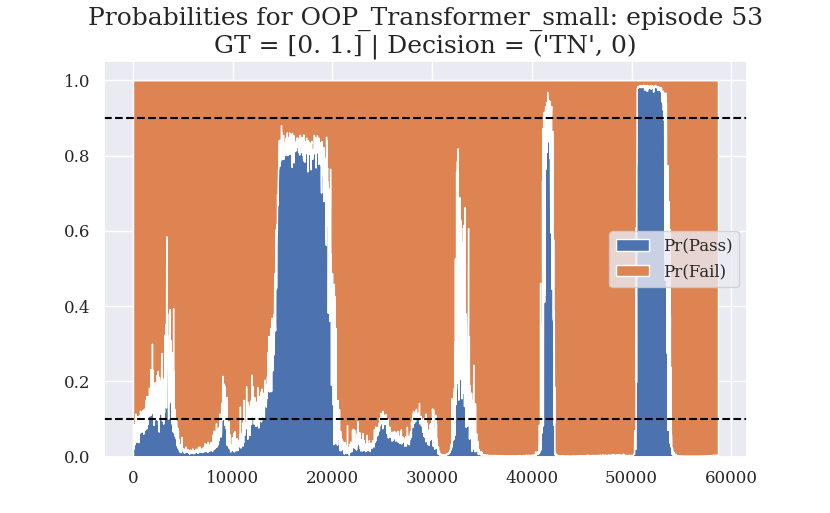 Probabilities for OOP_Transformer_small: episode 53
GT = [0. 1.] | Decision = ('TN', 0)
1.0
0.8
0.6
0.4
0.2
0.0
Pr(Pass)
Pr(Fail)
0 10000 20000 30000 40000 50000 60000